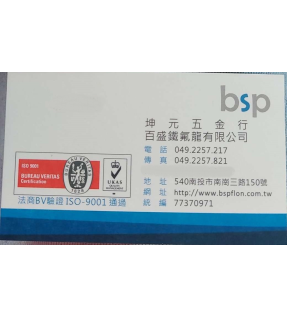 bsp
坤元五金行
百盛鐵氟龍有限公司
電話 049.2257.217
傳真 049.2257.821
ISO 9001
BUREAU VERITAS
Certification
BUREAU VERITAS
1828
UKAS
地址 540南投市南崗三路150號
網址 www.bspflon.com.tw
統編 77370971
法商BV驗證 ISO-9001 通過